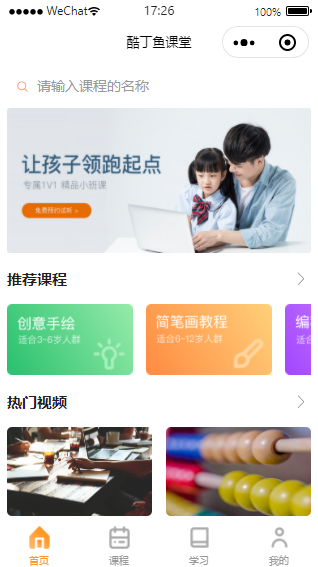 WeChat 17:26 100%
酷丁鱼课堂
请输入课程的名称
让孩子领跑起点
专属1V1 精品小班课
免费预约试听 >
推荐课程
创意手绘
适合3~6岁人群
简笔画教程
适合6~12岁人群
编
适
热门视频
首页 课程 学习 我的